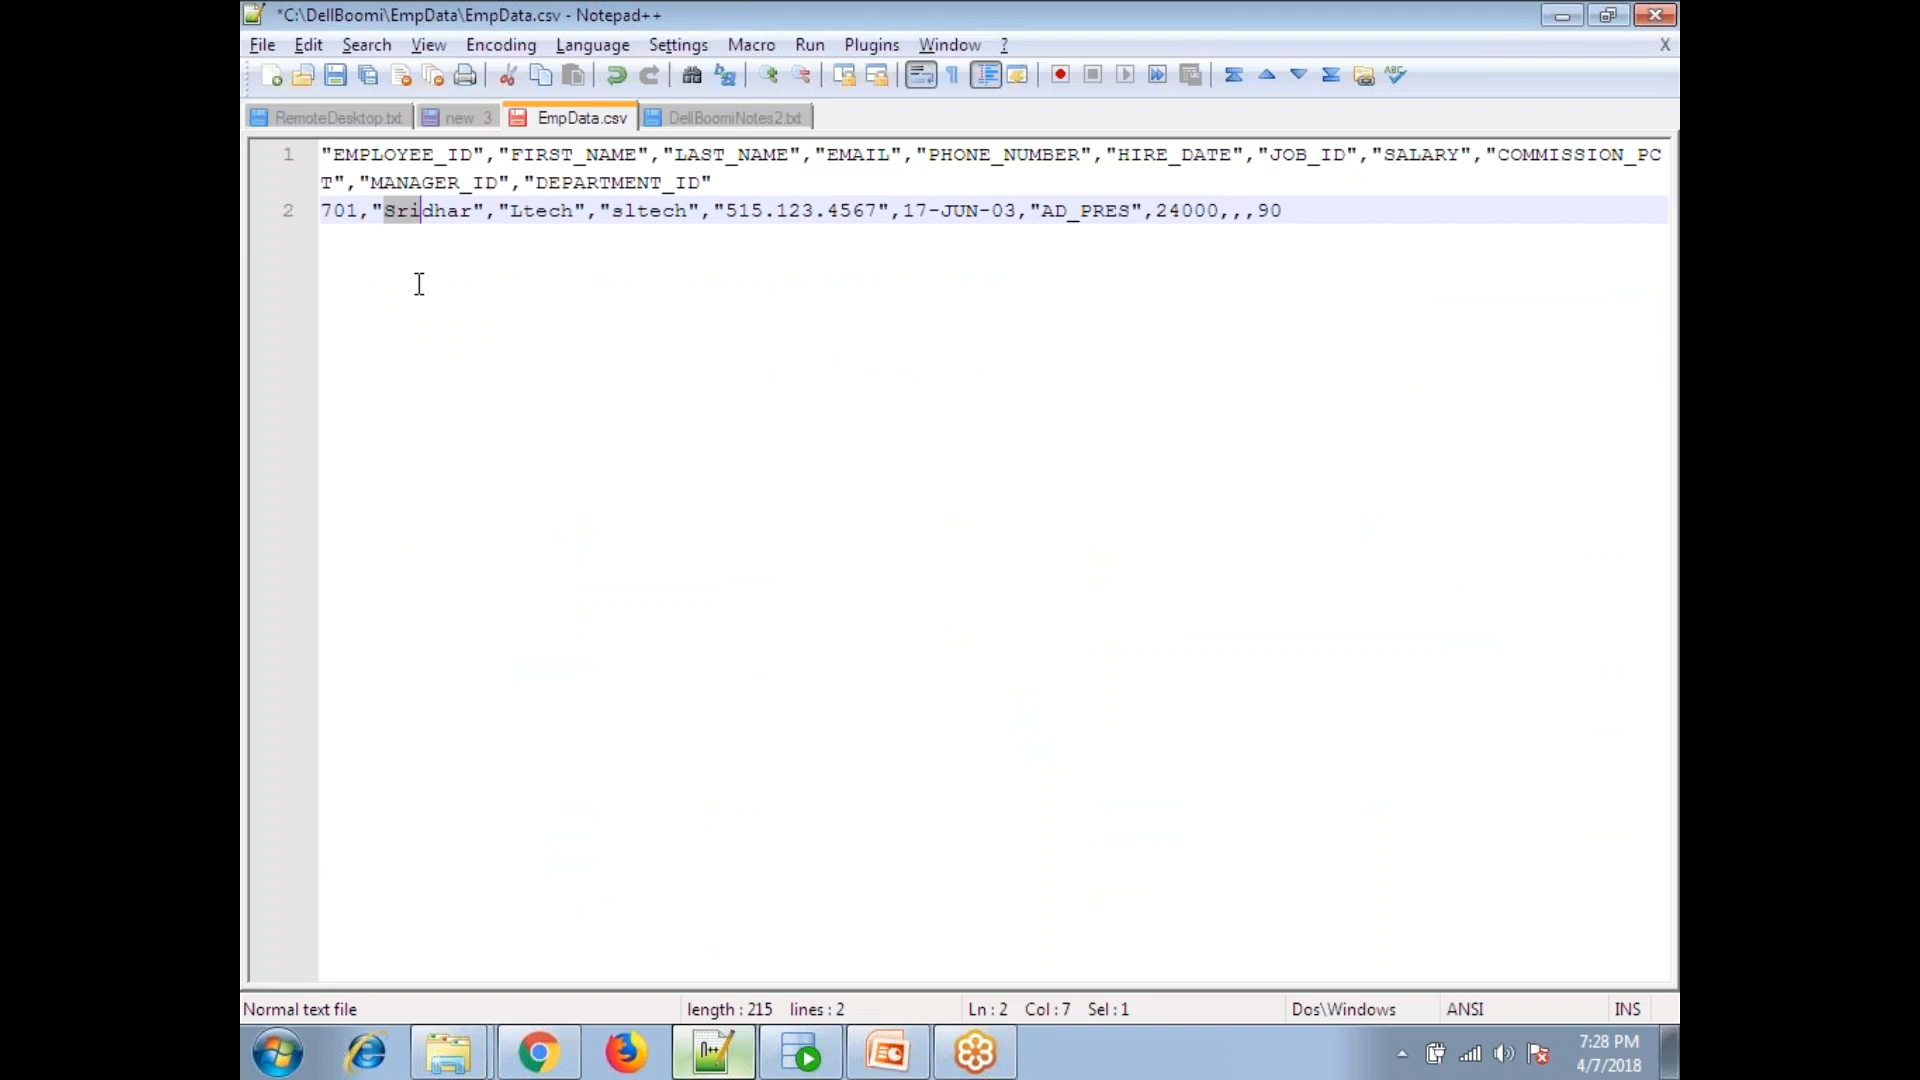 *C:\DellBoomi\EmpData\EmpData.csv - Notepad++
File Edit Search View Encoding Language Settings Macro Run Plugins Window ? X
RemoteDesktop.txt new 3 EmpData.csv DellBoomiNotes2.txt
1 "EMPLOYEE_ID","FIRST_NAME","LAST_NAME","EMAIL","PHONE_NUMBER","HIRE_DATE","JOB_ID","SALARY","COMMISSION_PC
T","MANAGER_ID","DEPARTMENT_ID"
2 701,"Sridhar","Ltech","sltech","515.123.4567",17-JUN-03,"AD_PRES",24000,,,90
Normal text file length : 215 lines : 2 Ln : 2 Col : 7 Sel : 1 Dos\Windows ANSI INS
7:28 PM
4/7/2018